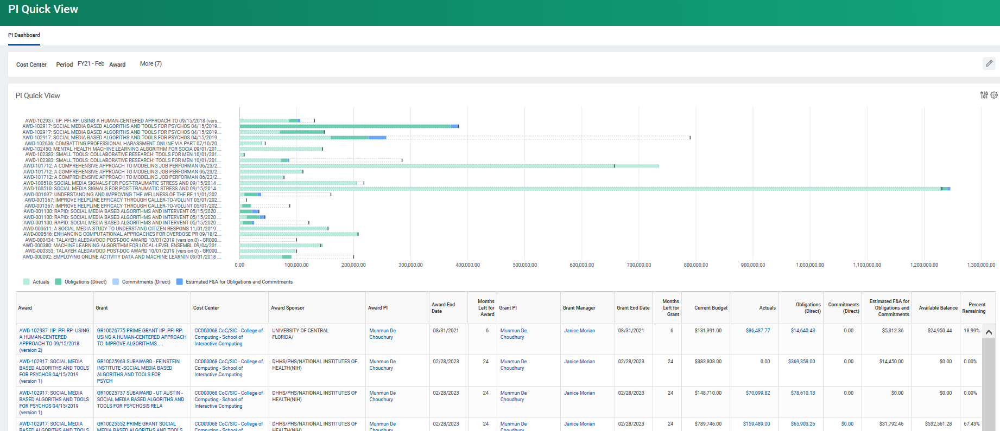 PI Quick View
PI Dashboard
Cost Center Period FY21 - Feb Award More (7)
PI Quick View
AWD-102937: IIP: PFI-RP: USING A HUMAN-CENTERED APPROACH TO 09/15/2018 (vers...
AWD-102917: SOCIAL MEDIA BASED ALGORITHS AND TOOLS FOR PSYCHOS 04/15/2019...
AWD-102917: SOCIAL MEDIA BASED ALGORITHS AND TOOLS FOR PSYCHOS 04/15/2019...
AWD-102917: SOCIAL MEDIA BASED ALGORITHS AND TOOLS FOR PSYCHOS 04/15/2019...
AWD-102606: COMBATTING PROFESSIONAL HARASSMENT ONLINE VIA PART 07/10/20...
AWD-102450: MENTAL HEALTH MACHINE LEARNING ALGORITHM FOR SOCIA 09/01/201...
AWD-102383: SMALL TOOLS: COLLABORATIVE RESEARCH: TOOLS FOR MEN 10/01/201...
AWD-102383: SMALL TOOLS: COLLABORATIVE RESEARCH: TOOLS FOR MEN 10/01/201...
AWD-101712: A COMPREHENSIVE APPROACH TO MODELING JOB PERFORMAN 06/23/2...
AWD-101712: A COMPREHENSIVE APPROACH TO MODELING JOB PERFORMAN 06/23/2...
AWD-101712: A COMPREHENSIVE APPROACH TO MODELING JOB PERFORMAN 06/23/2...
AWD-100510: SOCIAL MEDIA SIGNALS FOR POST-TRAUMATIC STRESS AND 09/15/2014 ...
AWD-100510: SOCIAL MEDIA SIGNALS FOR POST-TRAUMATIC STRESS AND 09/15/2014 ...
AWD-001697: UNDERSTANDING AND IMPROVING THE WELLNESS OF THE RE 11/01/202...
AWD-001367: IMPROVE HELPLINE EFFICACY THROUGH CALLER-TO-VOLUNT 05/01/202...
AWD-001367: IMPROVE HELPLINE EFFICACY THROUGH CALLER-TO-VOLUNT 05/01/202...
AWD-001100: RAPID: SOCIAL MEDIA BASED ALGORITHMS AND INTERVENT 05/15/2020 ...
AWD-001100: RAPID: SOCIAL MEDIA BASED ALGORITHMS AND INTERVENT 05/15/2020 ...
AWD-001100: RAPID: SOCIAL MEDIA BASED ALGORITHMS AND INTERVENT 05/15/2020 ...
AWD-000611: A SOCIAL MEDIA STUDY TO UNDERSTAND CITIZEN RESPONS 11/01/2019 ...
AWD-000546: ENHANCING COMPUTATIONAL APPROACHES FOR OVERDOSE PR 09/18/2...
AWD-000434: TALAYEH ALEDAVOOD POST-DOC AWARD 10/01/2019 (version 0) - GR000...
AWD-000380: MACHINE LEARNING ALGORITHM FOR LOCAL-LEVEL ENSEMBL 09/04/201...
AWD-000353: TALAYEH ALEDAVOOD POST-DOC AWARD 10/01/2019 (version 0) - GR000...
AWD-000092: EMPLOYING ONLINE ACTIVITY DATA AND MACHINE LEARNIN 09/01/2018 ...
0.00 100,000.00 200,000.00 300,000.00 400,000.00 500,000.00 600,000.00 700,000.00 800,000.00 900,000.00 1,000,000.00 1,100,000.00 1,200,000.00 1,300,000.00
Actuals Obligations (Direct) Commitments (Direct) Estimated F&A for Obligations and Commitments
Award Grant Cost Center Award Sponsor Award PI Award End Date Months Left for Award Grant PI Grant Manager Grant End Date Months Left for Grant Current Budget Actuals Obligations (Direct) Commitments (Direct) Estimated F&A for Obligations and Commitments Available Balance Percent Remaining
AWD-102937: IIP: PFI-RP: USING GR10026775 PRIME GRANT IIP: PFI-RP: CC000068 CoC/SIC - College of UNIVERSITY OF CENTRAL Munmun De 08/31/2021 6 Munmun De Janice Morian 08/31/2021 6 $131,391.00 $86,487.77 $14,640.43 0.00 $5,312.36 $24,950.44 18.99%
A HUMAN-CENTERED USING A HUMAN-CENTERED APPROACH Computing - School of FLORIDA/ Choudhury Choudhury
APPROACH TO 09/15/2018 TO IMPROVE ALGORITHMS. . . Interactive Computing
(version 2)
AWD-102917: SOCIAL MEDIA GR10025963 SUBAWARD - FEINSTEIN CC000068 CoC/SIC - College of DHHS/PHS/NATIONAL INSTITUTES OF Munmun De 02/28/2023 24 Munmun De Janice Morian 02/28/2023 24 $383,808.00 0.00 $369,358.00 0.00 $14,450.00 $0.00 0.00%
BASED ALGORITHS AND TOOLS INSTITUTE -SOCIAL MEDIA BASED Computing - School of HEALTH(NIH) Choudhury Choudhury
FOR PSYCHOS 04/15/2019 ALGORITHS AND TOOLS FOR Interactive Computing
(version 1) PSYCH
AWD-102917: SOCIAL MEDIA GR10025737 SUBAWARD - UT AUSTIN - CC000068 CoC/SIC - College of DHHS/PHS/NATIONAL INSTITUTES OF Munmun De 02/28/2023 24 Munmun De Janice Morian 02/28/2023 24 $148,710.00 $70,099.82 $78,610.18 0.00 $0.00 $0.00 0.00%
BASED ALGORITHS AND TOOLS SOCIAL MEDIA BASED ALGORITHS AND Computing - School of HEALTH(NIH) Choudhury Choudhury
FOR PSYCHOS 04/15/2019 TOOLS FOR PSYCHOSIS RELA Interactive Computing
(version 1)
AWD-102917: SOCIAL MEDIA GR10025552 PRIME GRANT SOCIAL CC000068 CoC/SIC - College of DHHS/PHS/NATIONAL INSTITUTES OF Munmun De 02/28/2023 24 Munmun De Janice Morian 02/28/2023 24 $789,746.00 $159,489.00 $65,903.26 $0.00 $31,792.46 $532,561.28 67.43%
BASED ALGORITHS AND TOOLS MEDIA BASED ALGORITHS AND TOOLS Computing - School of HEALTH(NIH) Choudhury Choudhury